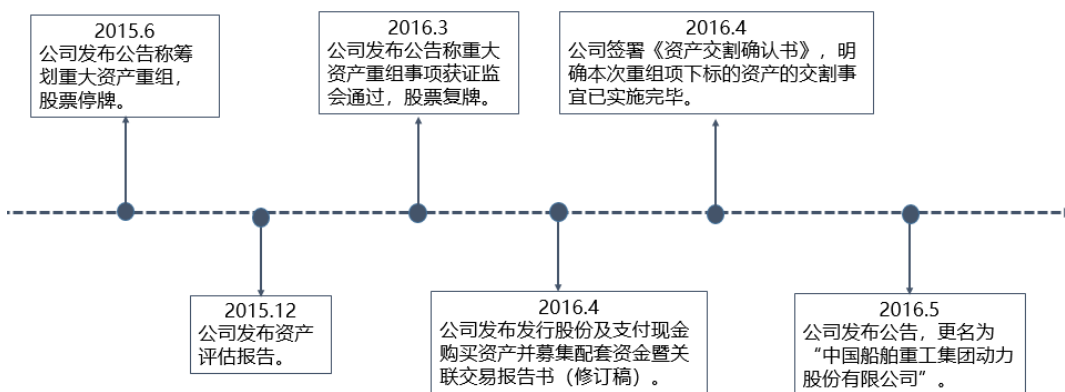 2015.6
公司发布公告称筹
划重大资产重组，
股票停牌。
2016.3
公司发布公告称重大
资产重组事项获证监
会通过，股票复牌。
2016.4
公司签署《资产交割确认书》，明
确本次重组项下标的资产的交割事
宜已实施完毕。
2015.12
公司发布资产
评估报告。
2016.4
公司发布发行股份及支付现金
购买资产并募集配套资金暨关
联交易报告书（修订稿）。
2016.5
公司发布公告，更名为
“中国船舶重工集团动力
股份有限公司”。